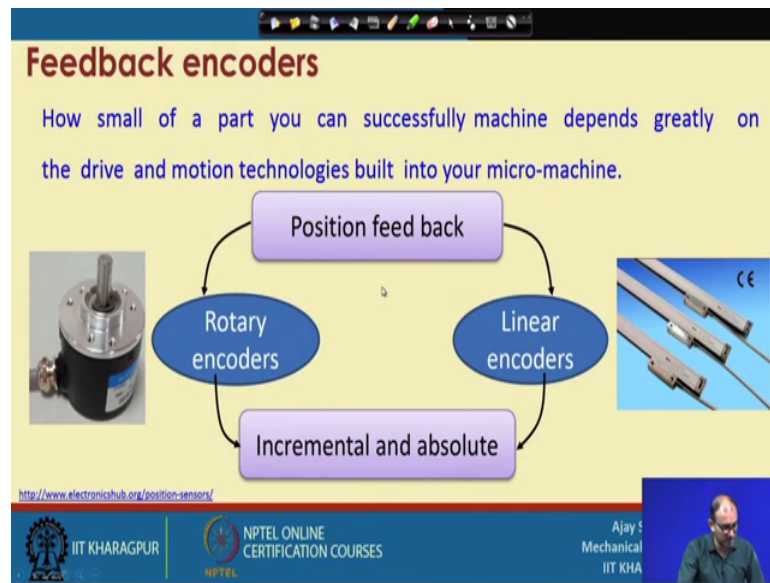 Feedback encoders
How small of a part you can successfully machine depends greatly on
the drive and motion technologies built into your micro-machine.
Position feed back
CE
Rotary
encoders
Linear
encoders
Incremental and absolute
http://www.electronicshub.org/position-sensors/
IIT KHARAGPUR
NPTEL
NPTEL ONLINE
CERTIFICATION COURSES
Ajay S
Mechanical
IIT KHA